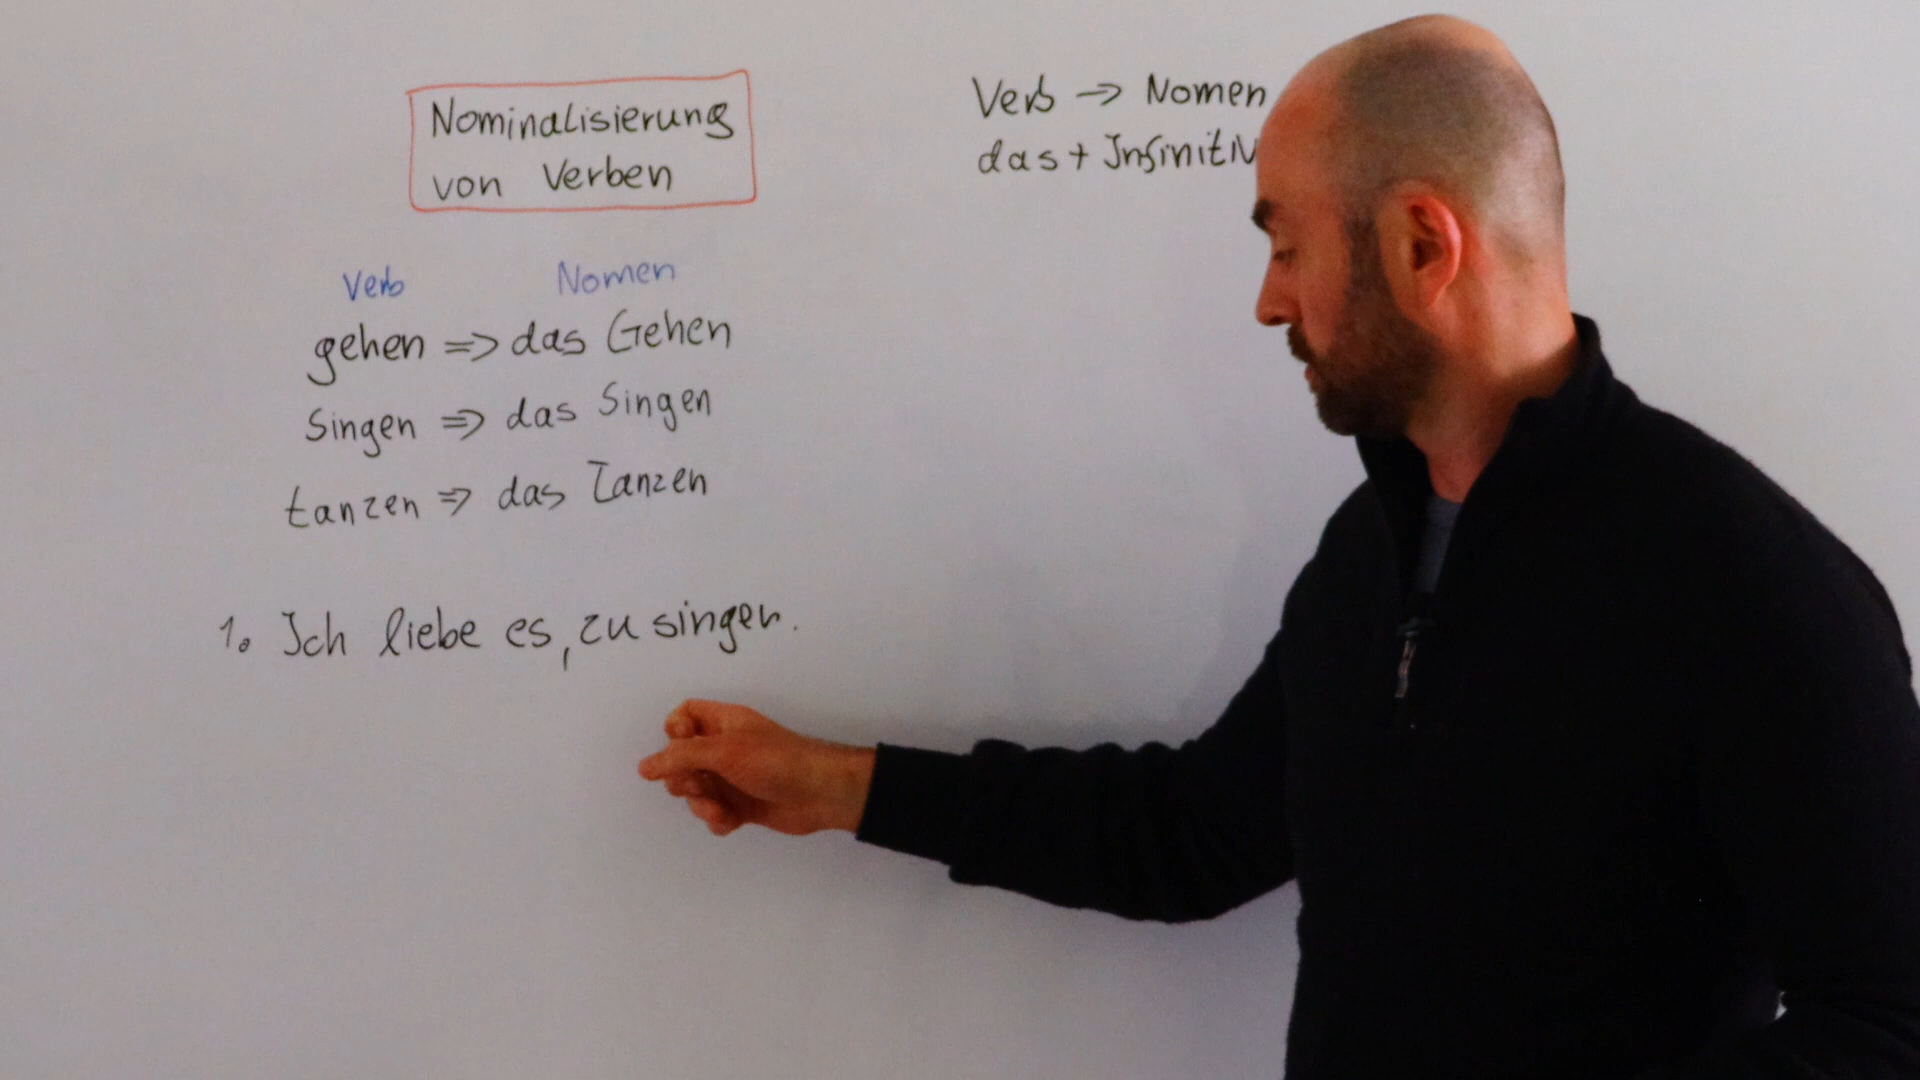 Nominalisierung
von Verben
Verb → Nomen
das + Infinitiv
Verb Nomen
gehen => das Gehen
Singen => das Singen
tanzen => das Tanzen
1. Ich liebe es, zu singen.